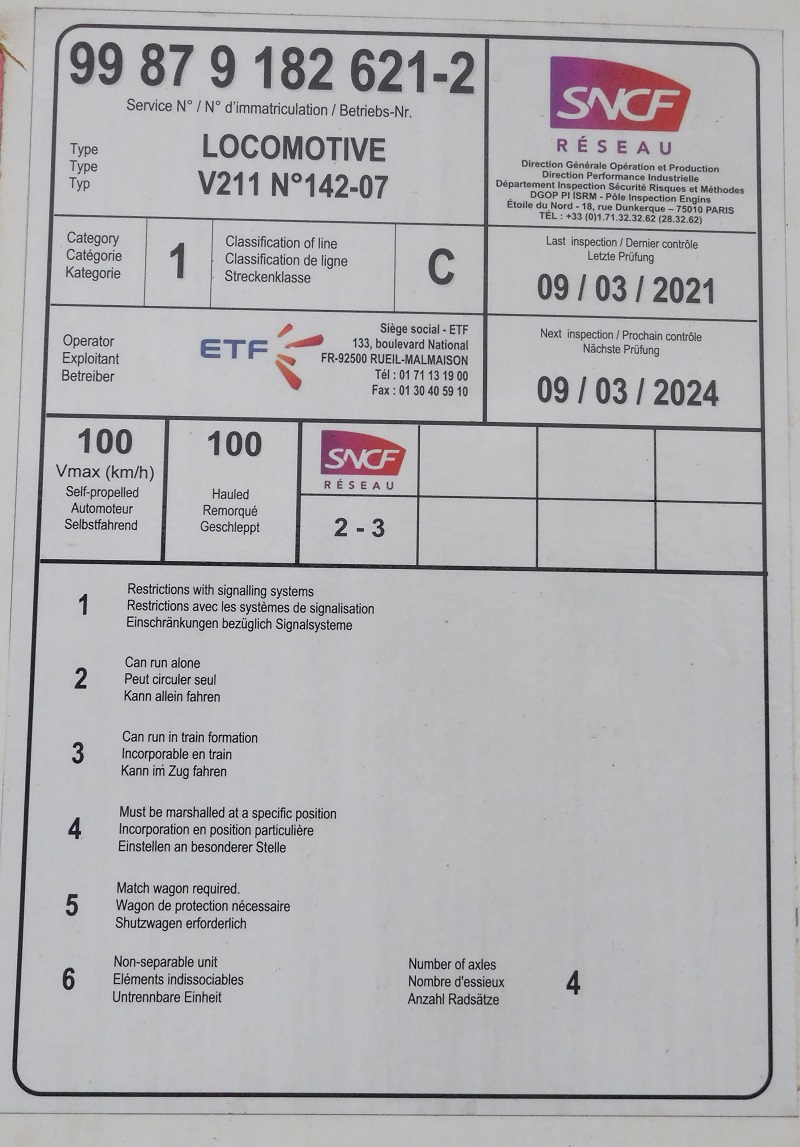 99 87 9 182 621-2
Service N° / N° d'immatriculation / Betriebs-Nr.
Type
Type
Typ
LOCOMOTIVE
V211 N°142-07
SNCF
RÉSEAU
Direction Générale Opération et Production
Direction Performance Industrielle
Département Inspection Sécurité Risques et Méthodes
DGOP PI ISRM - Pôle Inspection Engins
Étoile du Nord - 18, rue Dunkerque – 75010 PARIS
TÉL : +33 (0)1.71.32.32.62 (28.32.62)
Category
Catégorie
Kategorie
1
Classification of line
Classification de ligne
Streckenklasse
C
Last inspection / Dernier contrôle
Letzte Prüfung
09 / 03 / 2021
Operator
Exploitant
Betreiber
ETF
Siège social - ETF
133, boulevard National
FR-92500 RUEIL-MALMAISON
Tél : 01 71 13 19 00
Fax : 01 30 40 59 10
Next inspection / Prochain contrôle
Nächste Prüfung
09 / 03 / 2024
100
Vmax (km/h)
Self-propelled
Automoteur
Selbstfahrend
100
Hauled
Remorqué
Geschleppt
SNCF
RÉSEAU
2 - 3
1
Restrictions with signalling systems
Restrictions avec les systèmes de signalisation
Einschränkungen bezüglich Signalsysteme
2
Can run alone
Peut circuler seul
Kann allein fahren
3
Can run in train formation
Incorporable en train
Kann im Zug fahren
4
Must be marshalled at a specific position
Incorporation en position particulière
Einstellen an besonderer Stelle
5
Match wagon required.
Wagon de protection nécessaire
Shutzwagen erforderlich
6
Non-separable unit
Eléments indissociables
Untrennbare Einheit
Number of axles
Nombre d'essieux
Anzahl Radsätze
4